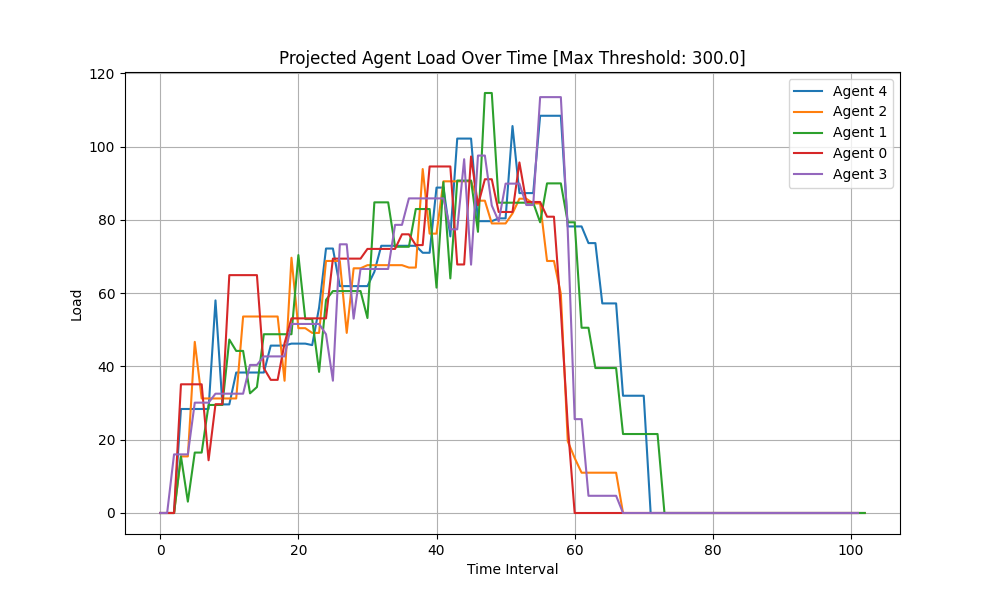 Projected Agent Load Over Time [Max Threshold: 300.0]
Load
120
100
80
60
40
20
0
Agent 4
Agent 2
Agent 1
Agent 0
Agent 3
0 20 40 60 80 100
Time Interval